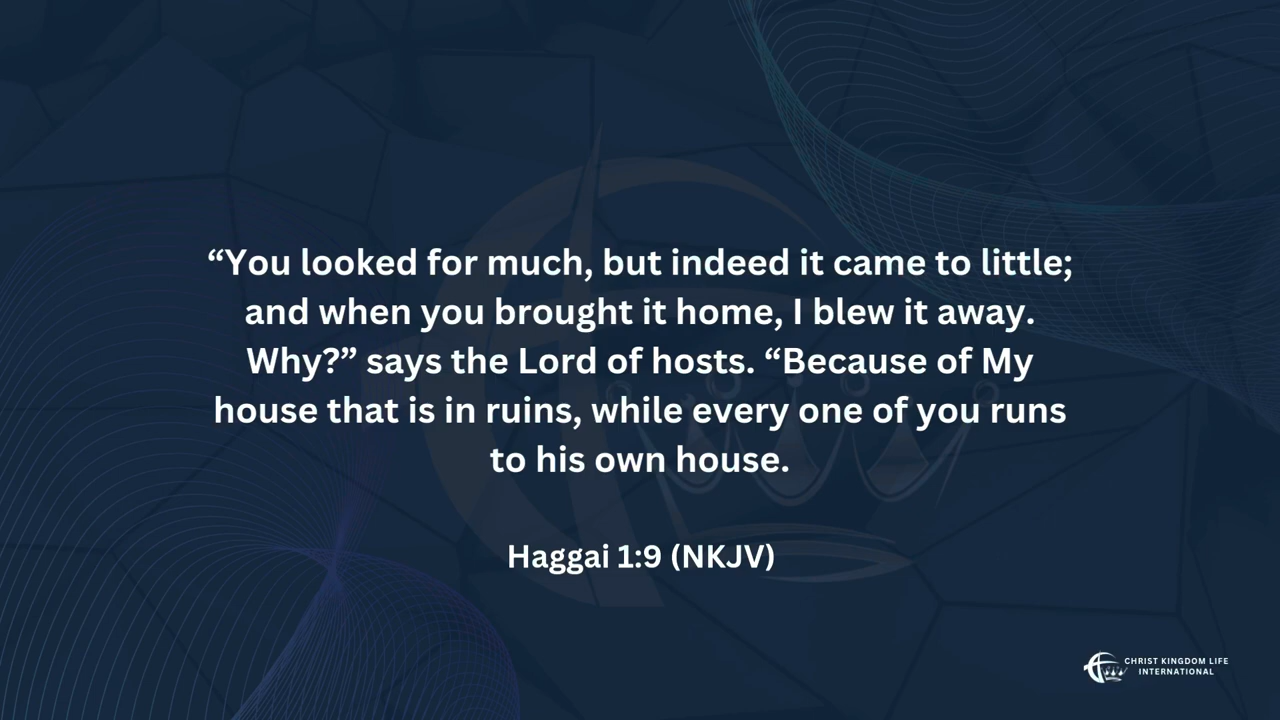 “You looked for much, but indeed it came to little;
and when you brought it home, I blew it away.
Why?” says the Lord of hosts. “Because of My
house that is in ruins, while every one of you runs
to his own house.
Haggai 1:9 (NKJV)
CHRIST KINGDOM LIFE
INTERNATIONAL